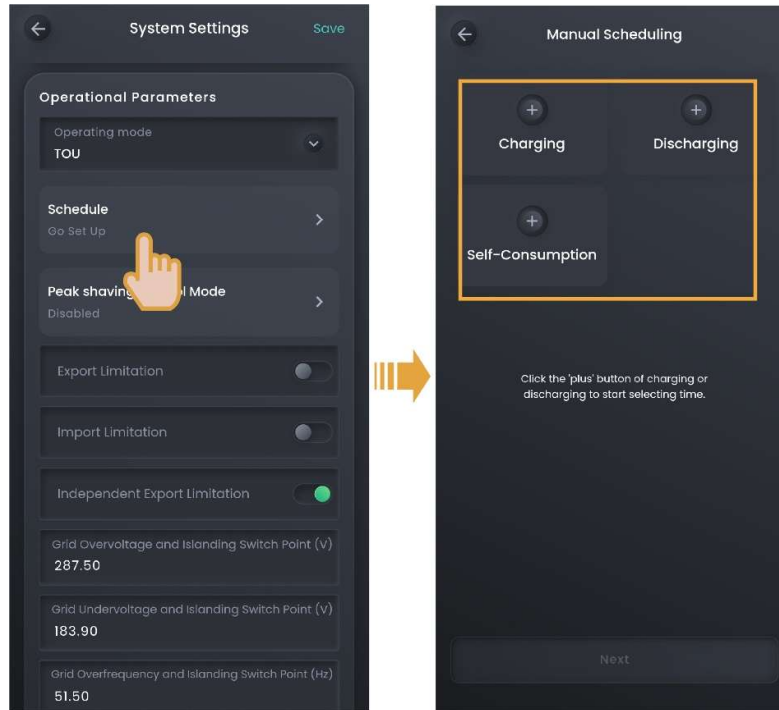 System Settings
Save
Operational Parameters
Operating mode
TOU
Schedule
Go Set Up
Peak shaving Mode
Disabled
Export Limitation
Import Limitation
Independent Export Limitation
Grid Overvoltage and Islanding Switch Point (V)
287.50
Grid Undervoltage and Islanding Switch Point (V)
183.90
Grid Overfrequency and Islanding Switch Point (Hz)
51.50
Manual Scheduling
Charging
Discharging
Self-Consumption
Click the 'plus' button of charging or
discharging to start selecting time.
Next